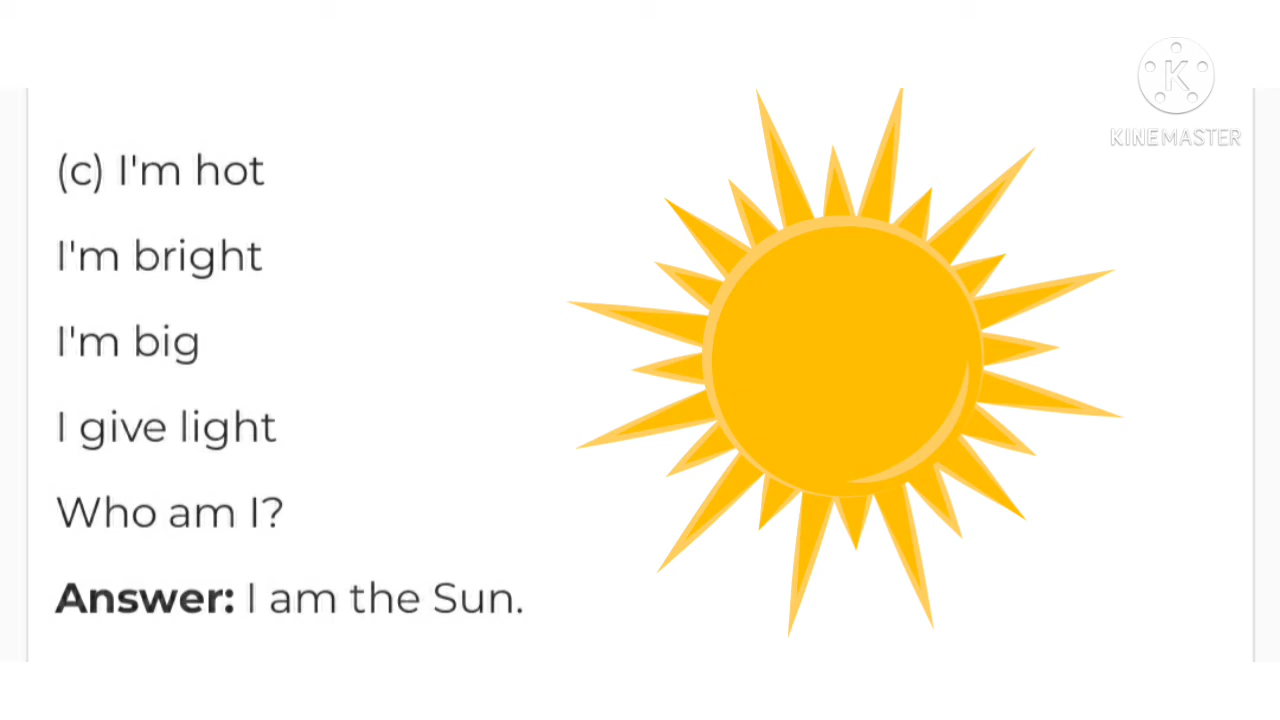 (c) I'm hot
I'm bright
I'm big
I give light
Who am I?
Answer: I am the Sun.
K
KINEMASTER